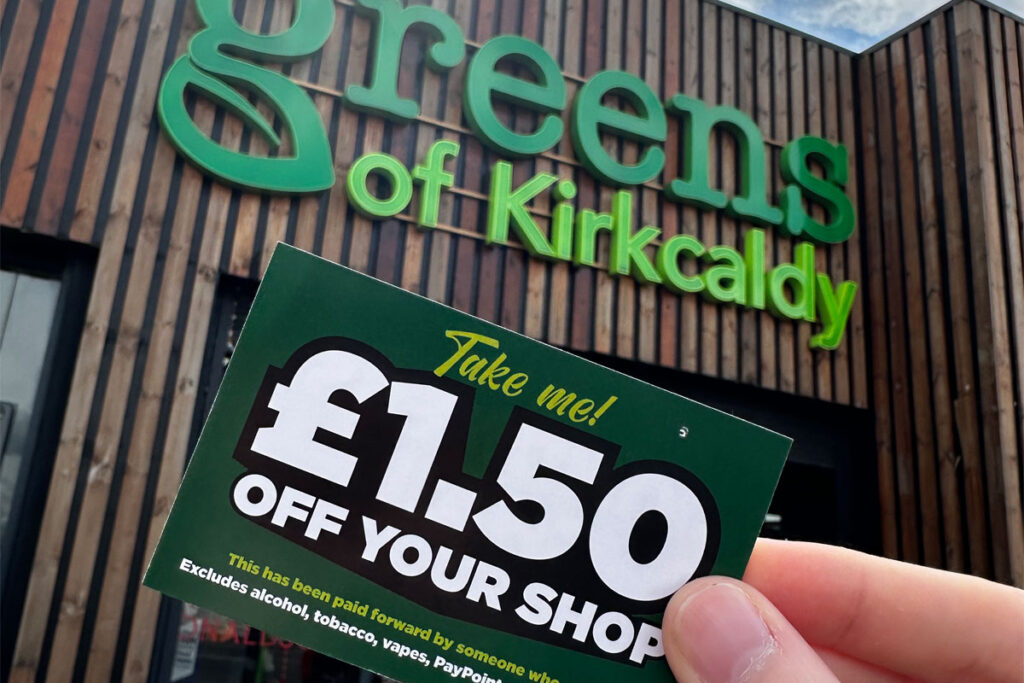 greens
of Kirkcaldy
Take me!
£1.50
OFF YOUR SHOP
This has been paid forward by someone who
Excludes alcohol, tobacco, vapes, PayPoint